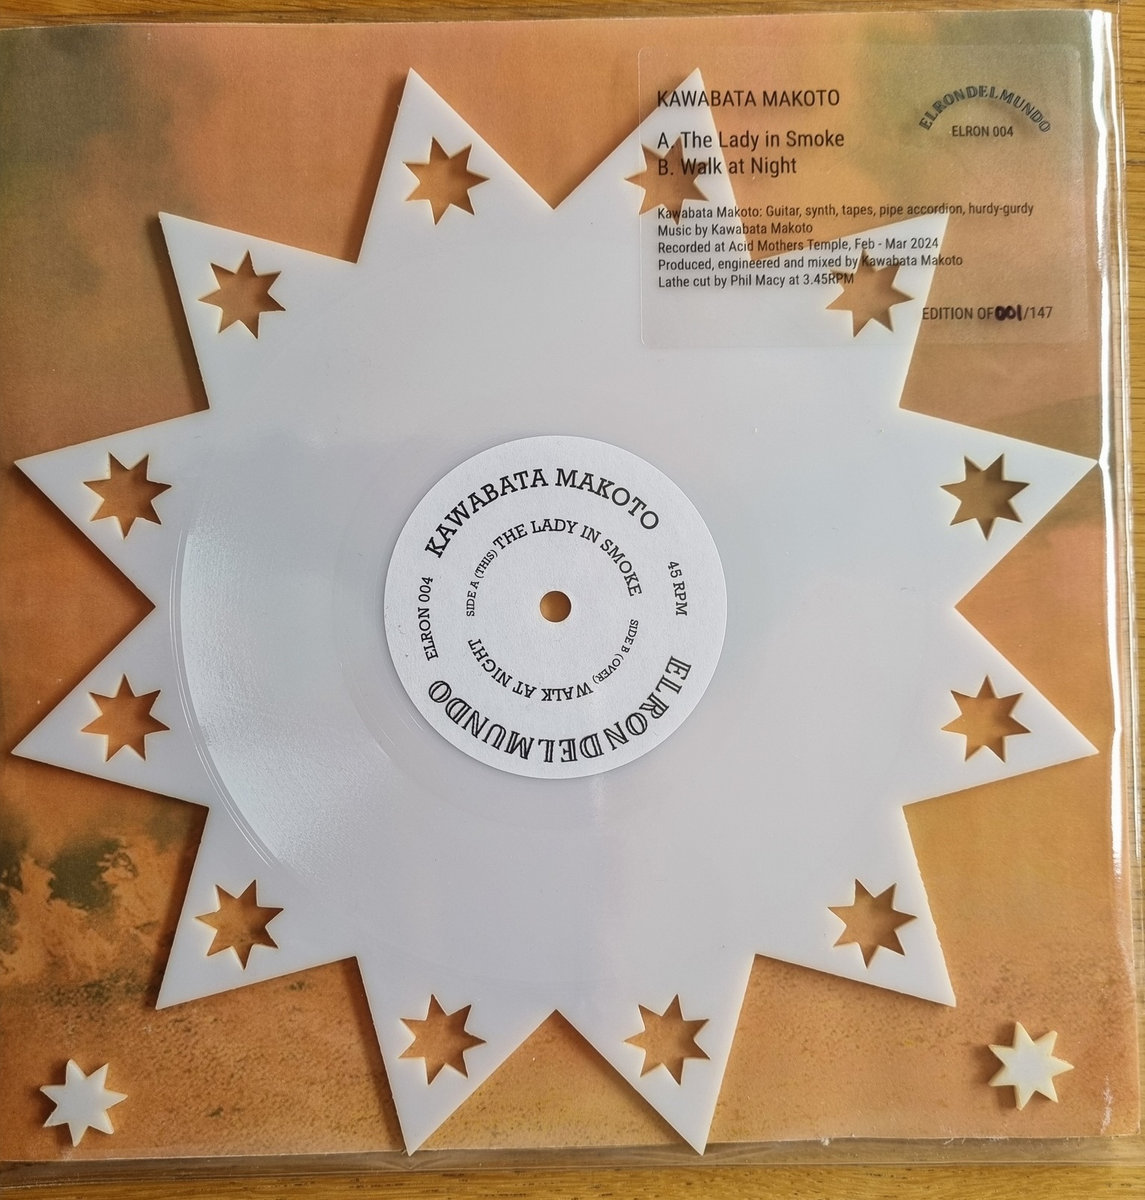 KAWABATA MAKOTO
A. The Lady in Smoke
B. Walk at Night
ELRONDELMUNDO
ELRON 004
Kawabata Makoto: Guitar, synth, tapes, pipe accordion, hurdy-gurdy
Music by Kawabata Makoto
Recorded at Acid Mothers Temple, Feb - Mar 2024
Produced, engineered and mixed by Kawabata Makoto
Lathe cut by Phil Macy at 3.45RPM
EDITION OF 001/147
KAWABATA MAKOTO
SIDE A (THIS) THE LADY IN SMOKE
45 RPM
ELRON 004
SIDE B (OVER) WALK AT NIGHT
ELRONDELMUNDO